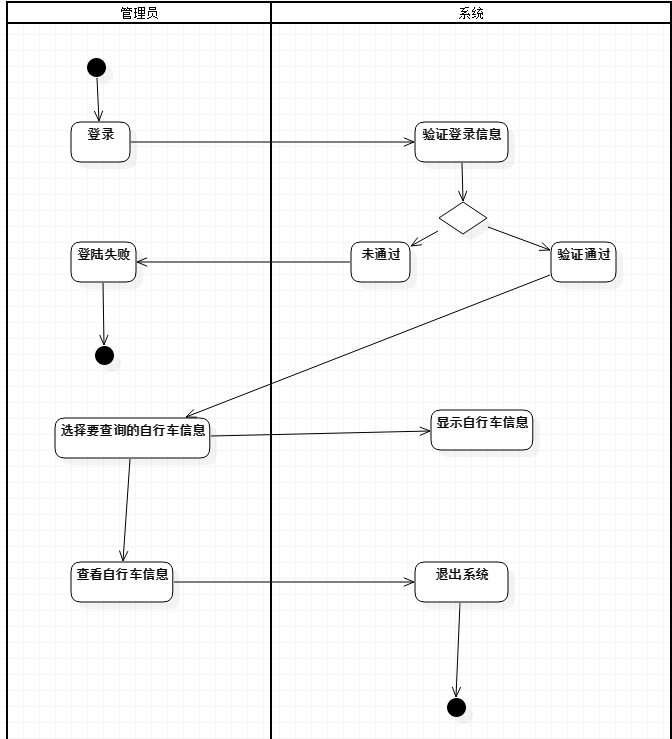 管理员
系统
登录
验证登录信息
登陆失败
未通过
验证通过
选择要查询的自行车信息
显示自行车信息
查看自行车信息
退出系统